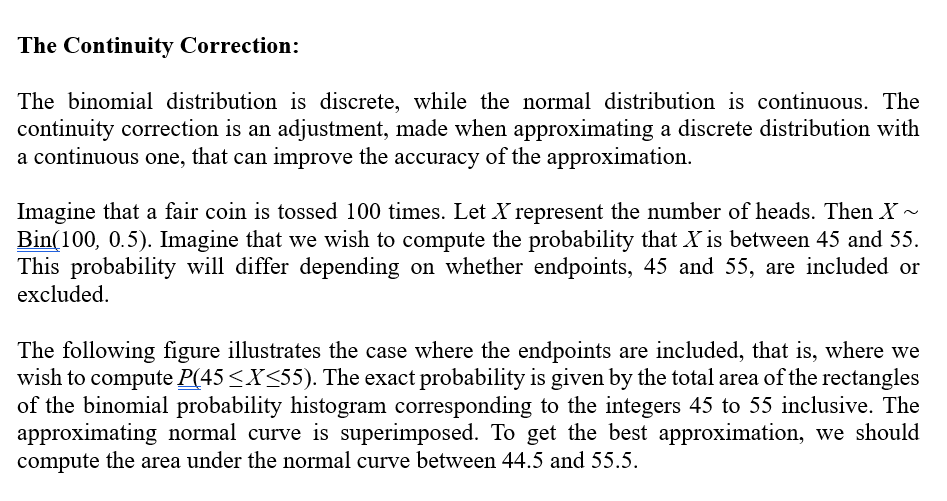 The Continuity Correction:
The binomial distribution is discrete, while the normal distribution is continuous. The
continuity correction is an adjustment, made when approximating a discrete distribution with
a continuous one, that can improve the accuracy of the approximation.
Imagine that a fair coin is tossed 100 times. Let X represent the number of heads. Then X ~
Bin(100, 0.5). Imagine that we wish to compute the probability that X is between 45 and 55.
This probability will differ depending on whether endpoints, 45 and 55, are included or
excluded.
The following figure illustrates the case where the endpoints are included, that is, where we
wish to compute P(45 ≤ X ≤55). The exact probability is given by the total area of the rectangles
of the binomial probability histogram corresponding to the integers 45 to 55 inclusive. The
approximating normal curve is superimposed. To get the best approximation, we should
compute the area under the normal curve between 44.5 and 55.5.